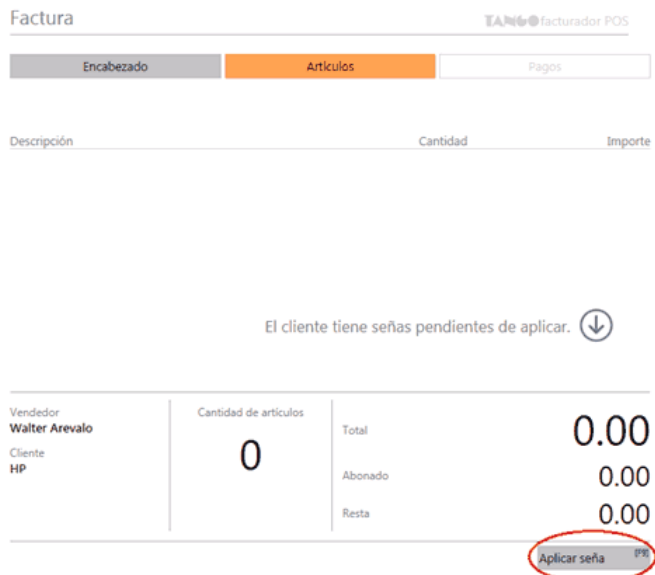 Factura
TANGO facturador POS
Encabezado
Artículos
Pagos
Descripción
Cantidad
Importe
El cliente tiene señas pendientes de aplicar.
Vendedor
Walter Arevalo
Cliente
HP
Cantidad de artículos
0
Total
0.00
Abonado
0.00
Resta
0.00
Aplicar seña [F9]